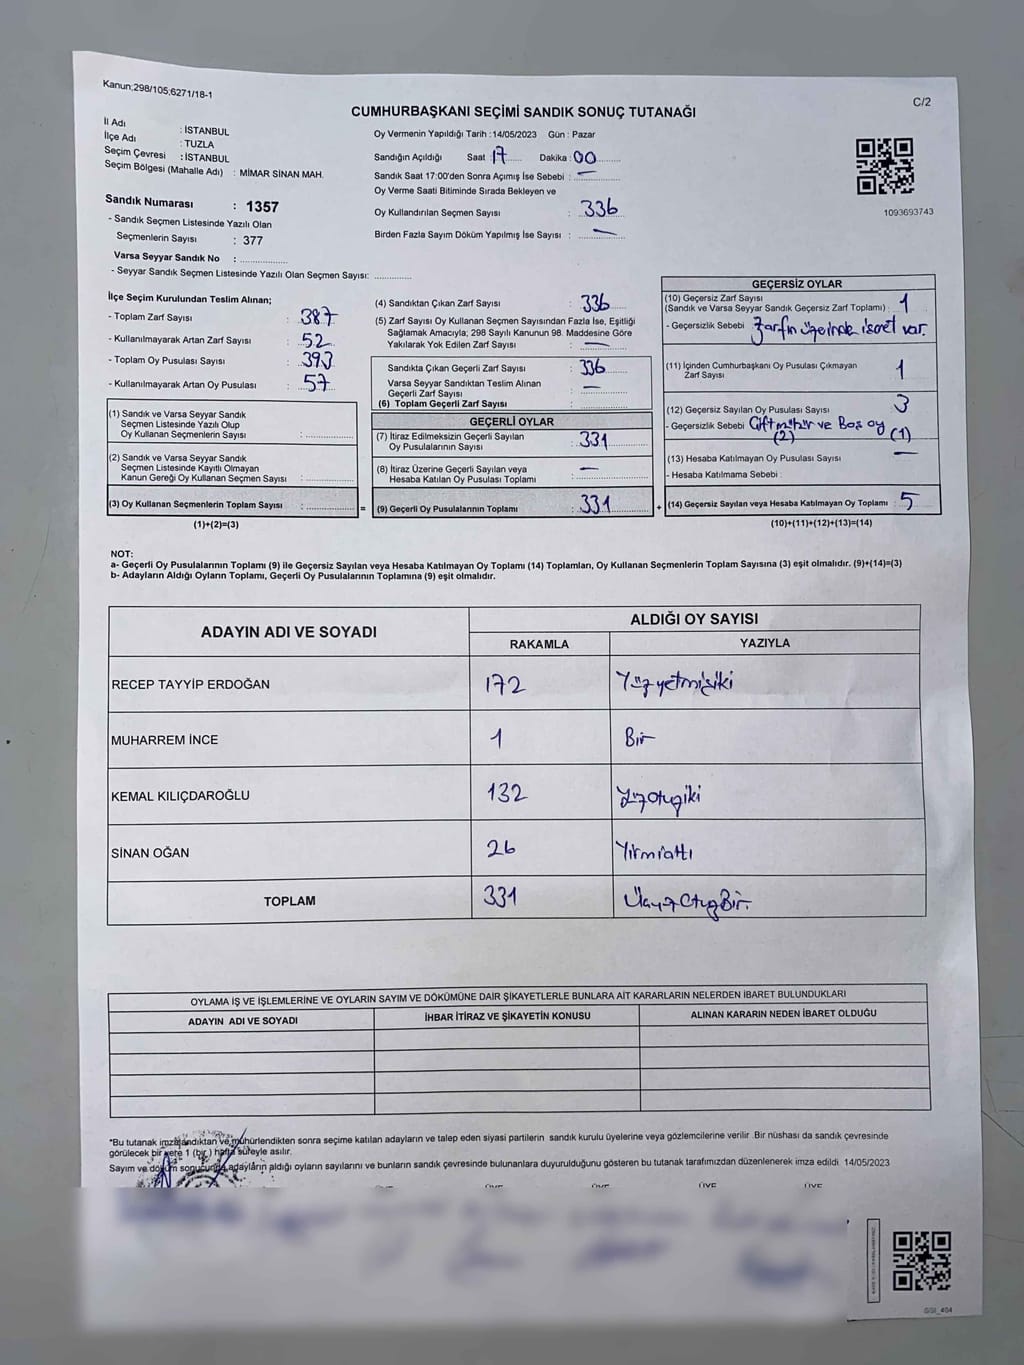 Kanun;298/105;6271/18-1
C/2
CUMHURBAŞKANI SEÇİMİ SANDIK SONUÇ TUTANAĞI
İl Adı : İSTANBUL
İlçe Adı : TUZLA
Seçim Çevresi : İSTANBUL
Seçim Bölgesi (Mahalle Adı) : MİMAR SİNAN MAH.
Sandık Numarası : 1357
- Sandık Seçmen Listesinde Yazılı Olan
Seçmenlerin Sayısı : 377
Varsa Seyyar Sandık No :
- Seyyar Sandık Seçmen Listesinde Yazılı Olan Seçmen Sayısı:
Oy Vermenin Yapıldığı Tarih :14/05/2023 Gün : Pazar
Sandığın Açıldığı Saat 17 Dakika : 00
Sandık Saat 17:00'den Sonra Açımış İse Sebebi : —
Oy Verme Saati Bitiminde Sırada Bekleyen ve
Oy Kullandırılan Seçmen Sayısı : 336
Birden Fazla Sayım Döküm Yapılmış İse Sayısı : —
1093693743
İlçe Seçim Kurulundan Teslim Alınan;
- Toplam Zarf Sayısı : 387
- Kullanılmayarak Artan Zarf Sayısı : 52
- Toplam Oy Pusulası Sayısı : 393
- Kullanılmayarak Artan Oy Pusulası : 57
(1) Sandık ve Varsa Seyyar Sandık
Seçmen Listesinde Yazılı Olup
Oy Kullanan Seçmenlerin Sayısı :
(2) Sandık ve Varsa Seyyar Sandık
Seçmen Listesinde Kayıtlı Olmayan
Kanun Gereği Oy Kullanan Seçmen Sayısı :
(3) Oy Kullanan Seçmenlerin Toplam Sayısı : =
(1)+(2)=(3)
(4) Sandıktan Çıkan Zarf Sayısı : 336
(5) Zarf Sayısı Oy Kullanan Seçmen Sayısından Fazla İse, Eşitliği
Sağlamak Amacıyla, 298 Sayılı Kanunun 98. Maddesine Göre
Yakılarak Yok Edilen Zarf Sayısı : —
Sandıkta Çıkan Geçerli Zarf Sayısı : 336
Varsa Seyyar Sandıktan Teslim Alınan
Geçerli Zarf Sayısı : —
(6) Toplam Geçerli Zarf Sayısı :
GEÇERLİ OYLAR
(7) İtiraz Edilmeksizin Geçerli Sayılan
Oy Pusulalarının Sayısı : 331
(8) İtiraz Üzerine Geçerli Sayılan veya
Hesaba Katılan Oy Pusulası Toplamı : —
(9) Geçerli Oy Pusulalarının Toplamı : 331 +
GEÇERSİZ OYLAR
(10) Geçersiz Zarf Sayısı
(Sandık ve Varsa Seyyar Sandık Geçersiz Zarf Toplamı) : 1
- Geçersizlik Sebebi : Zarfın üzerinde işaret var.
(11) İçinden Cumhurbaşkanı Oy Pusulası Çıkmayan
Zarf Sayısı 1
(12) Geçersiz Sayılan Oy Pusulası Sayısı 3
- Geçersizlik Sebebi : Çift mühür ve Boş oy
(2) (1)
(13) Hesaba Katılmayan Oy Pusulası Sayısı —
- Hesaba Katılmama Sebebi :
(14) Geçersiz Sayılan veya Hesaba Katılmayan Oy Toplamı : 5
(10)+(11)+(12)+(13)=(14)
NOT:
a- Geçerli Oy Pusulalarının Toplamı (9) ile Geçersiz Sayılan veya Hesaba Katılmayan Oy Toplamı (14) Toplamları, Oy Kullanan Seçmenlerin Toplam Sayısına (3) eşit olmalıdır. (9)+(14)=(3)
b- Adayların Aldığı Oyların Toplamı, Geçerli Oy Pusulalarının Toplamına (9) eşit olmalıdır.
ADAYIN ADI VE SOYADI ALDIĞI OY SAYISI
RAKAMLA YAZIYLA
RECEP TAYYİP ERDOĞAN 172 Yüzyetmişiki
MUHARREM İNCE 1 Bir
KEMAL KILIÇDAROĞLU 132 Yüzotuziki
SİNAN OĞAN 26 Yirmialtı
TOPLAM 331 ÜçyüzOtuzBir.
OYLAMA İŞ VE İŞLEMLERİNE VE OYLARIN SAYIM VE DÖKÜMÜNE DAİR ŞİKAYETLERLE BUNLARA AİT KARARLARIN NELERDEN İBARET BULUNDUKLARI
ADAYIN ADI VE SOYADI İHBAR İTİRAZ VE ŞİKAYETİN KONUSU ALINAN KARARIN NEDEN İBARET OLDUĞU
*Bu tutanak imzalandıktan ve mühürlendikten sonra seçime katılan adayların ve talep eden siyasi partilerin sandık kurulu üyelerine veya gözlemcilerine verilir .Bir nüshası da sandık çevresinde
görülecek bir yere 1 (bir ) hafta süreyle asılır.
Sayım ve döküm sonucunda adayların aldığı oyların sayılarını ve bunların sandık çevresinde bulunanlara duyurulduğunu gösteren bu tutanak tarafımızdan düzenlenerek imza edildi. 14/05/2023
ÜYE ÜYE ÜYE ÜYE